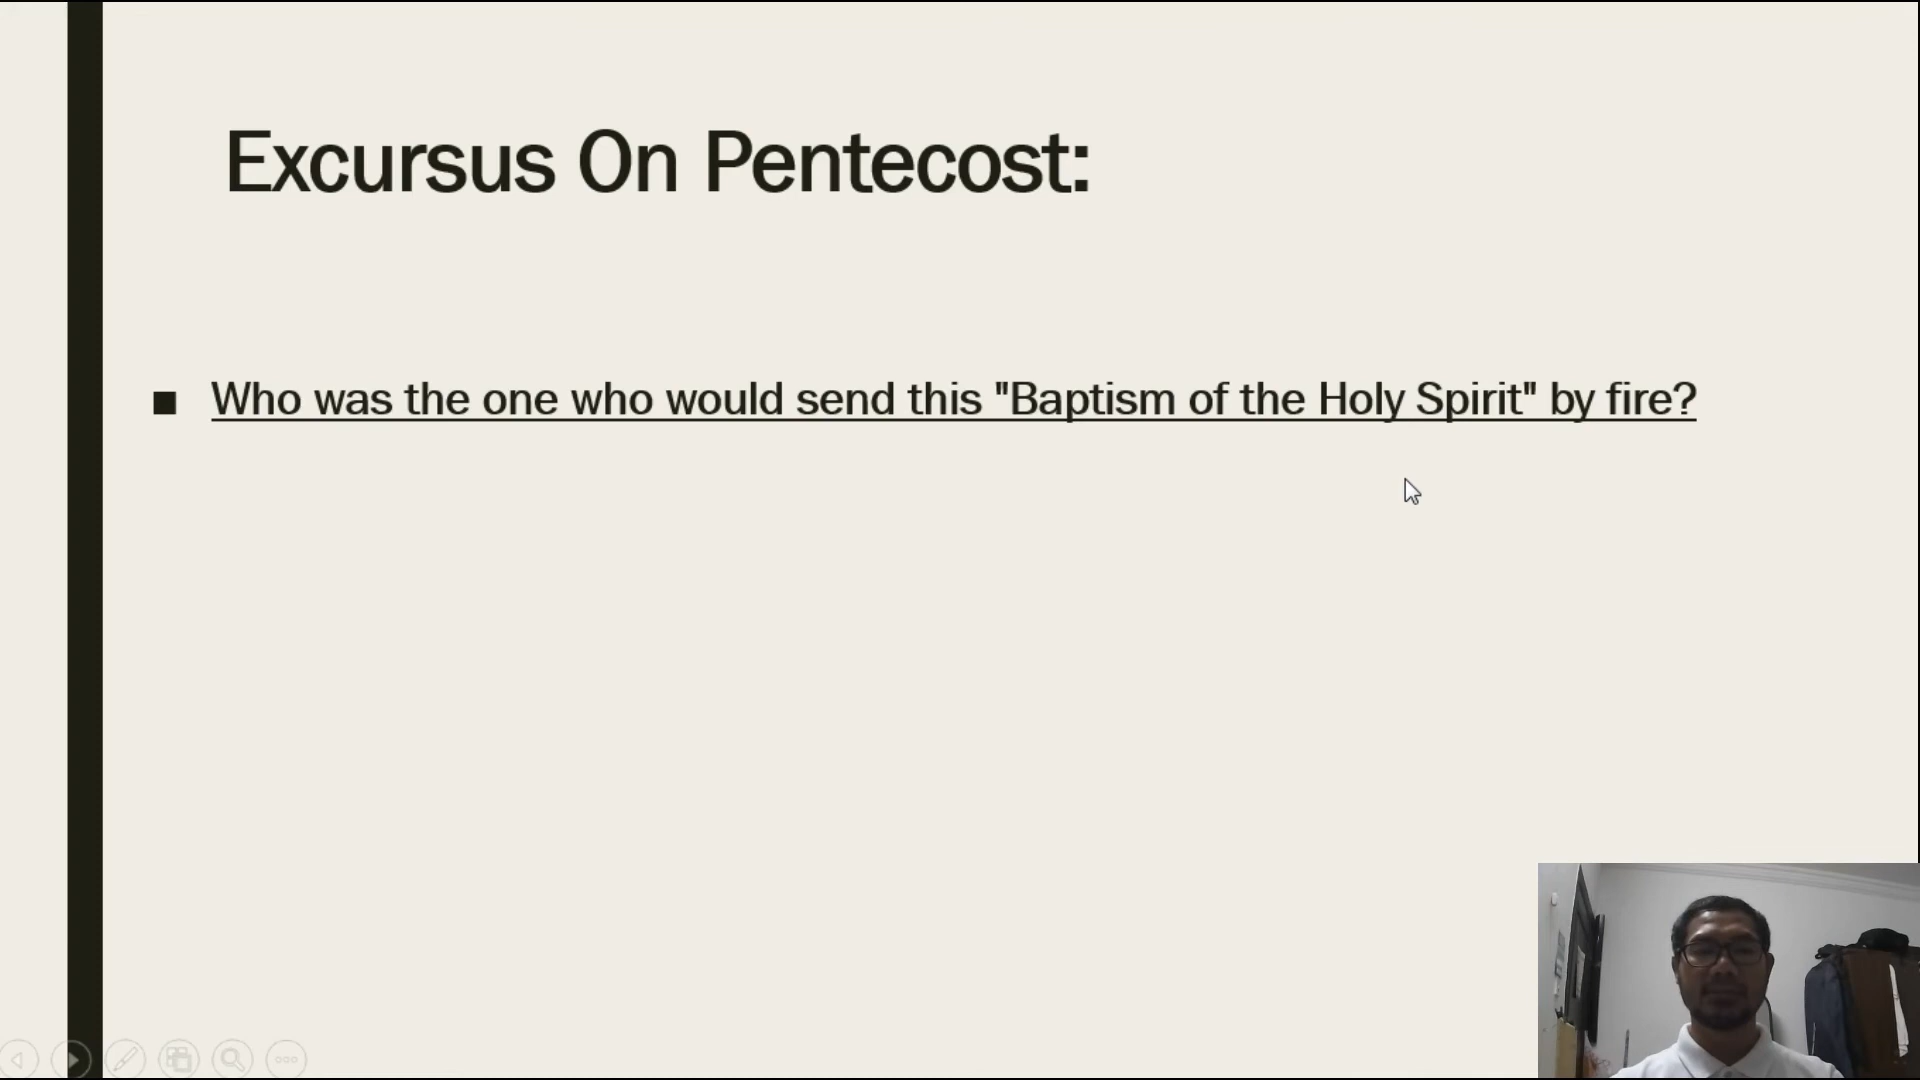 Excursus On Pentecost:
Who was the one who would send this "Baptism of the Holy Spirit" by fire?